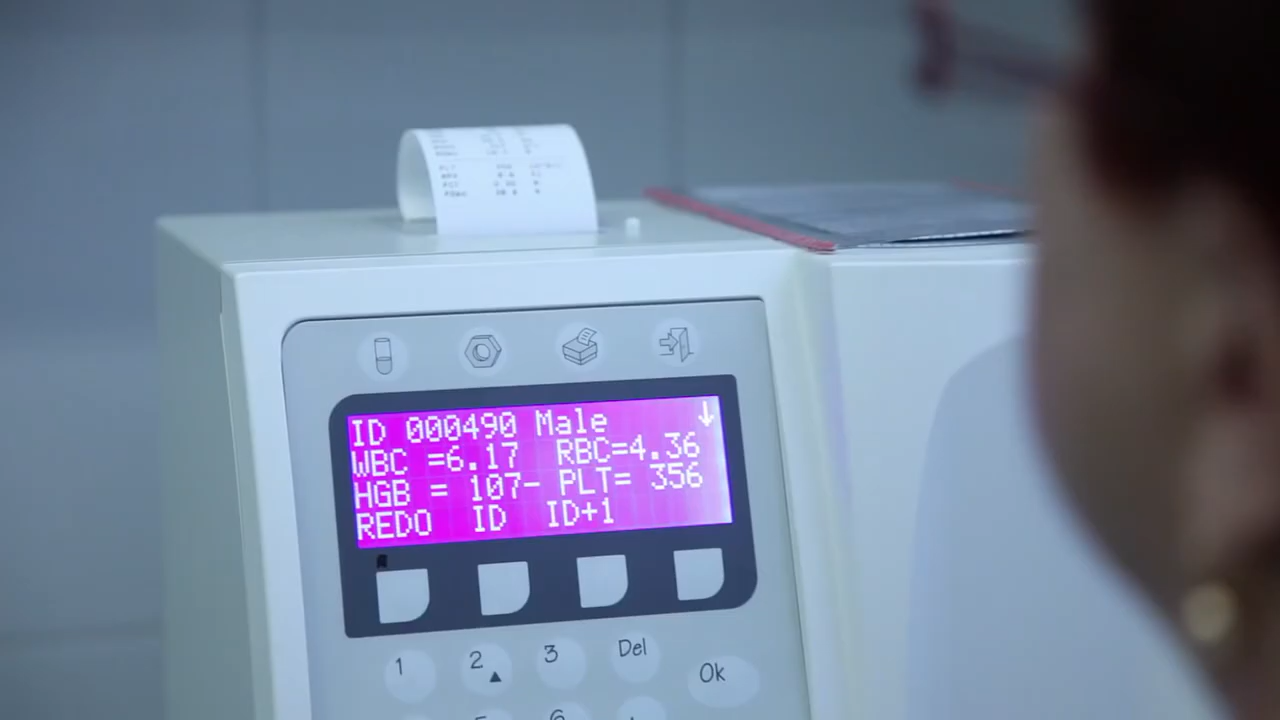 PLT
ID 000490 Male ↓
WBC =6.17 RBC=4.36
HGB = 107- PLT= 356
REDO ID ID+1
1 2 ▲ 3 Del
Ok